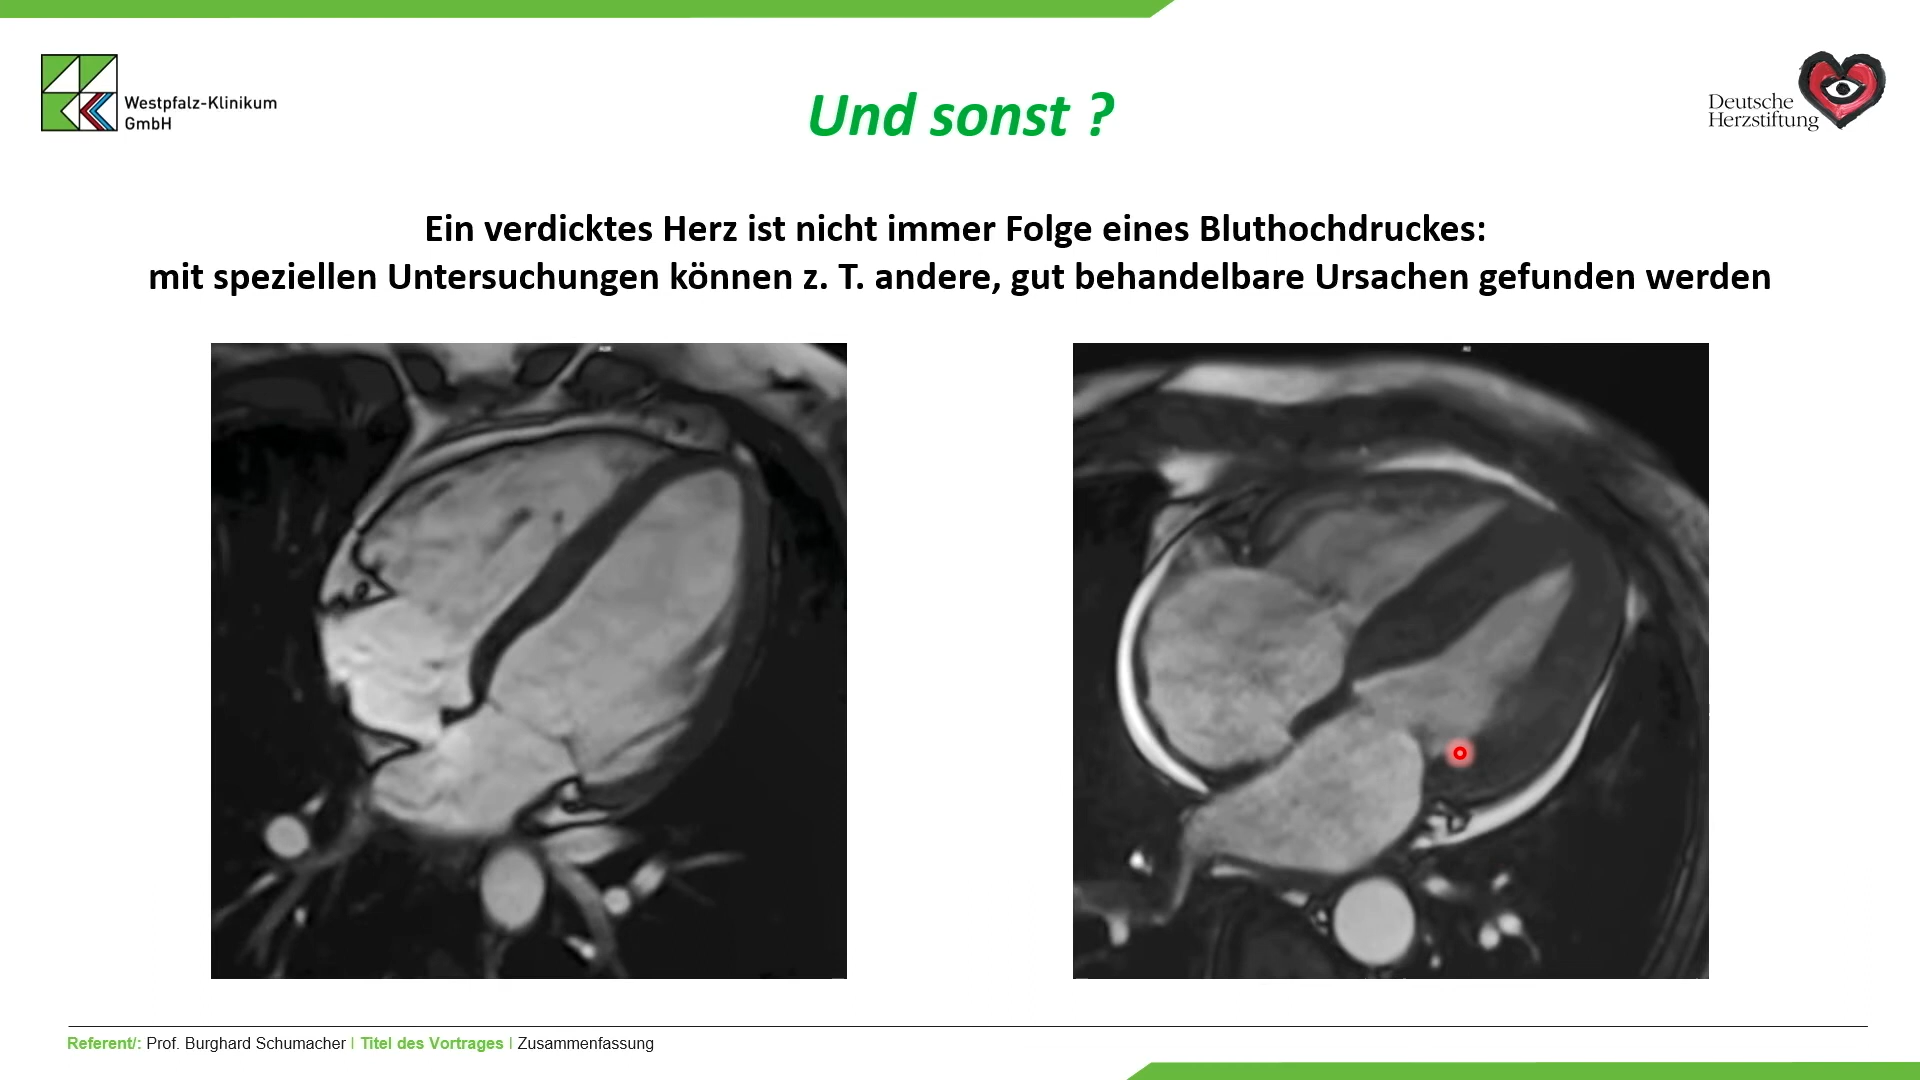 Westpfalz-Klinikum
GmbH
Und sonst ?
Deutsche
Herzstiftung
Ein verdicktes Herz ist nicht immer Folge eines Bluthochdruckes:
mit speziellen Untersuchungen können z. T. andere, gut behandelbare Ursachen gefunden werden
Referent/: Prof. Burghard Schumacher | Titel des Vortrages | Zusammenfassung